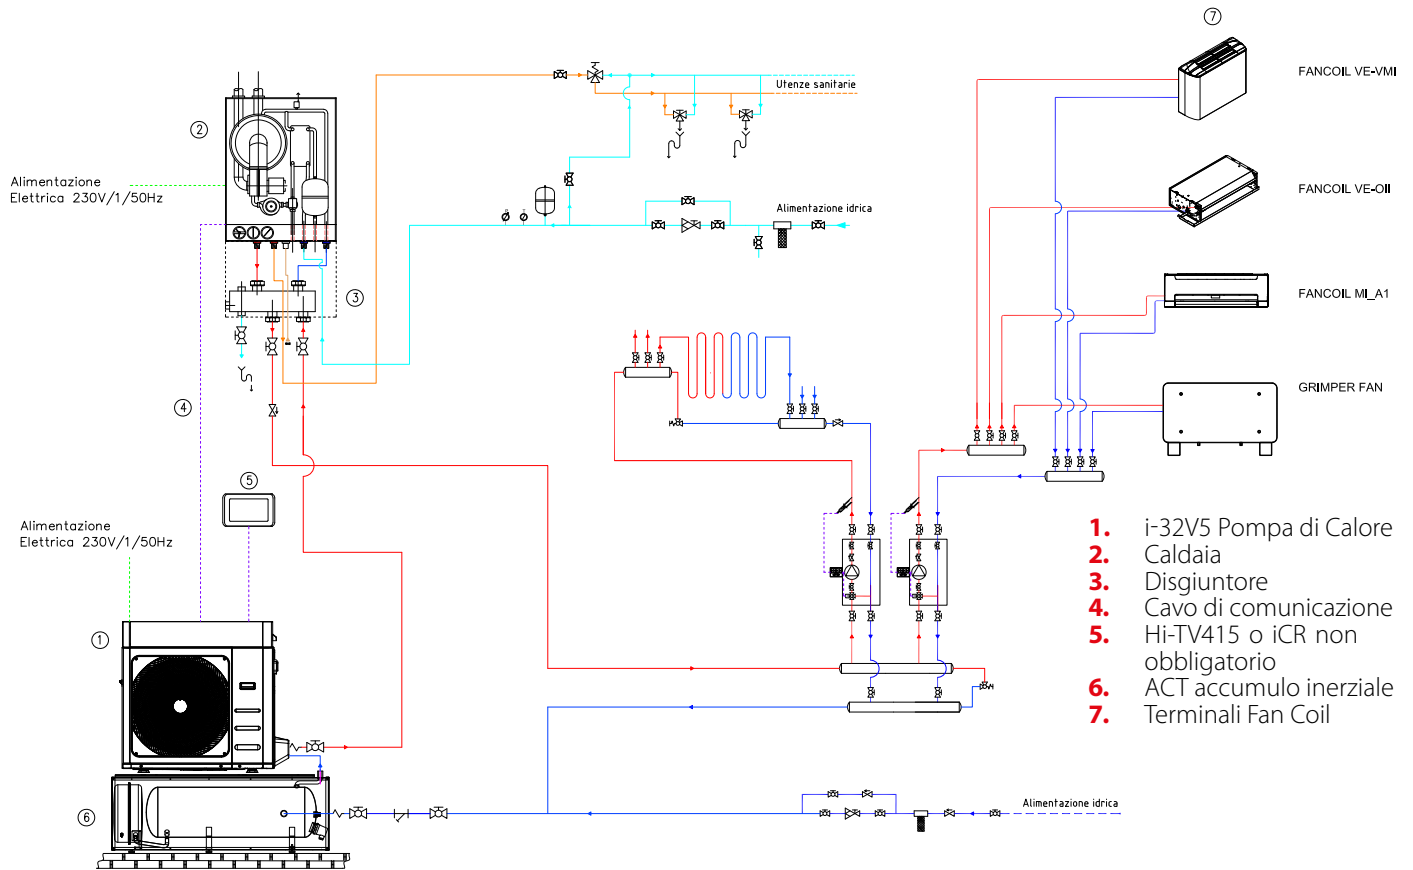 7
FANCOIL VE-VMI
Utenze sanitarie
2
Alimentazione
Elettrica 230V/1/50Hz
FANCOIL VE-OII
Alimentazione idrica
3
FANCOIL MI_A1
4
GRIMPER FAN
5
Alimentazione
Elettrica 230V/1/50Hz
1. i-32V5 Pompa di Calore
2. Caldaia
3. Disgiuntore
4. Cavo di comunicazione
5. Hi-TV415 o iCR non
obbligatorio
6. ACT accumulo inerziale
7. Terminali Fan Coil
1
6
Alimentazione idrica